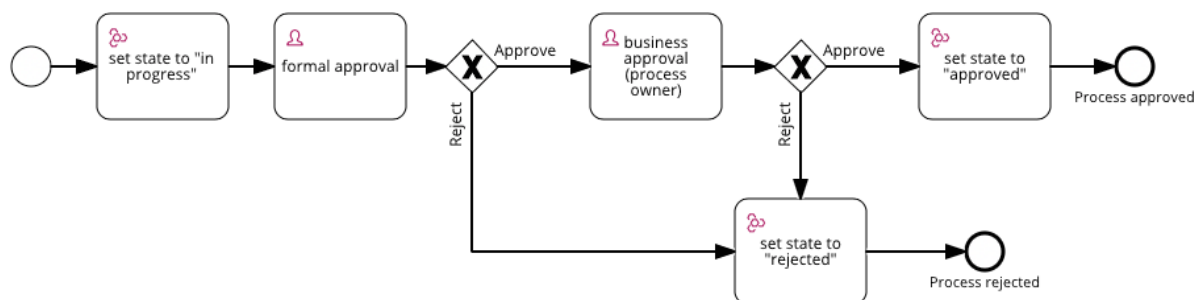 set state to "in
progress"
formal approval
Approve
Reject
business
approval
(process
owner)
Approve
Reject
set state to
"approved"
Process approved
set state to
"rejected"
Process rejected